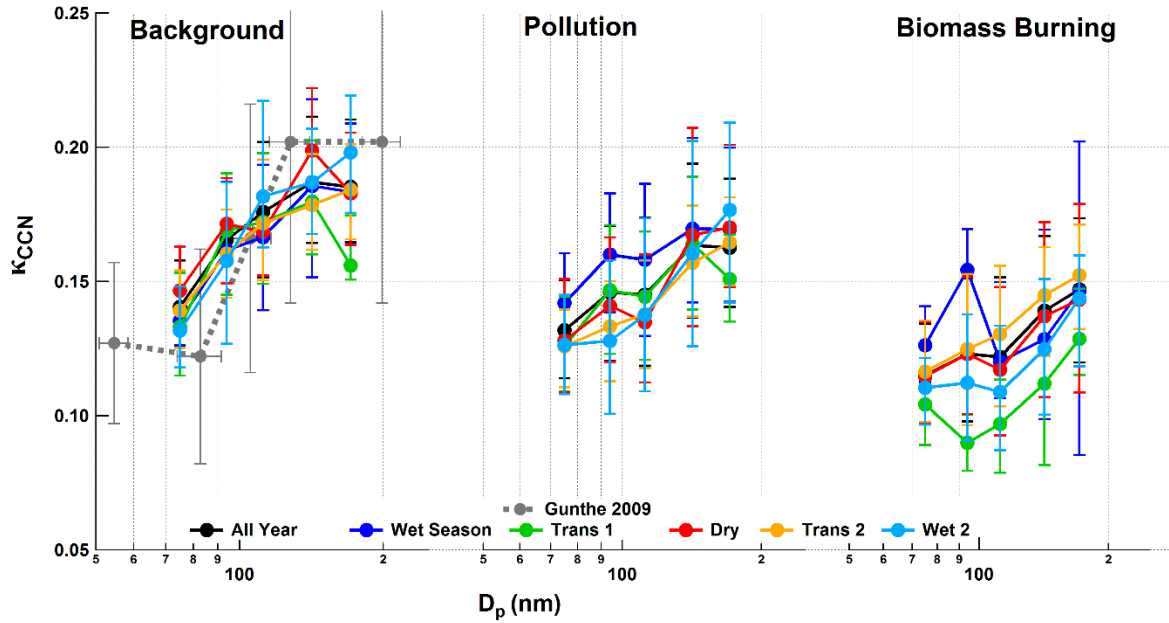 Background Pollution Biomass Burning
0.25
0.20
0.15
0.10
0.05
κCCN
Gunthe 2009
All Year Wet Season Trans 1 Dry Trans 2 Wet 2
5 6 7 8 9 100 2 5 6 7 8 9 100 2 5 6 7 8 9 100 2
Dp (nm)